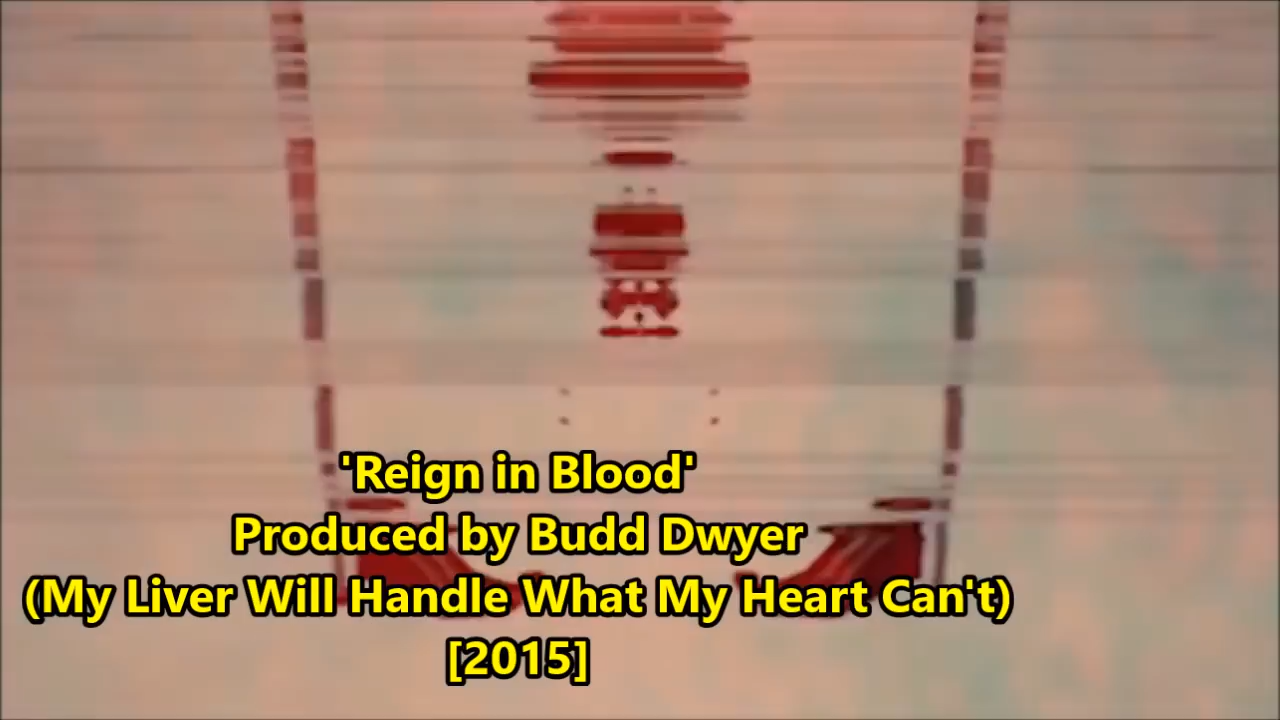 'Reign in Blood'
Produced by Budd Dwyer
(My Liver Will Handle What My Heart Can't)
[2015]